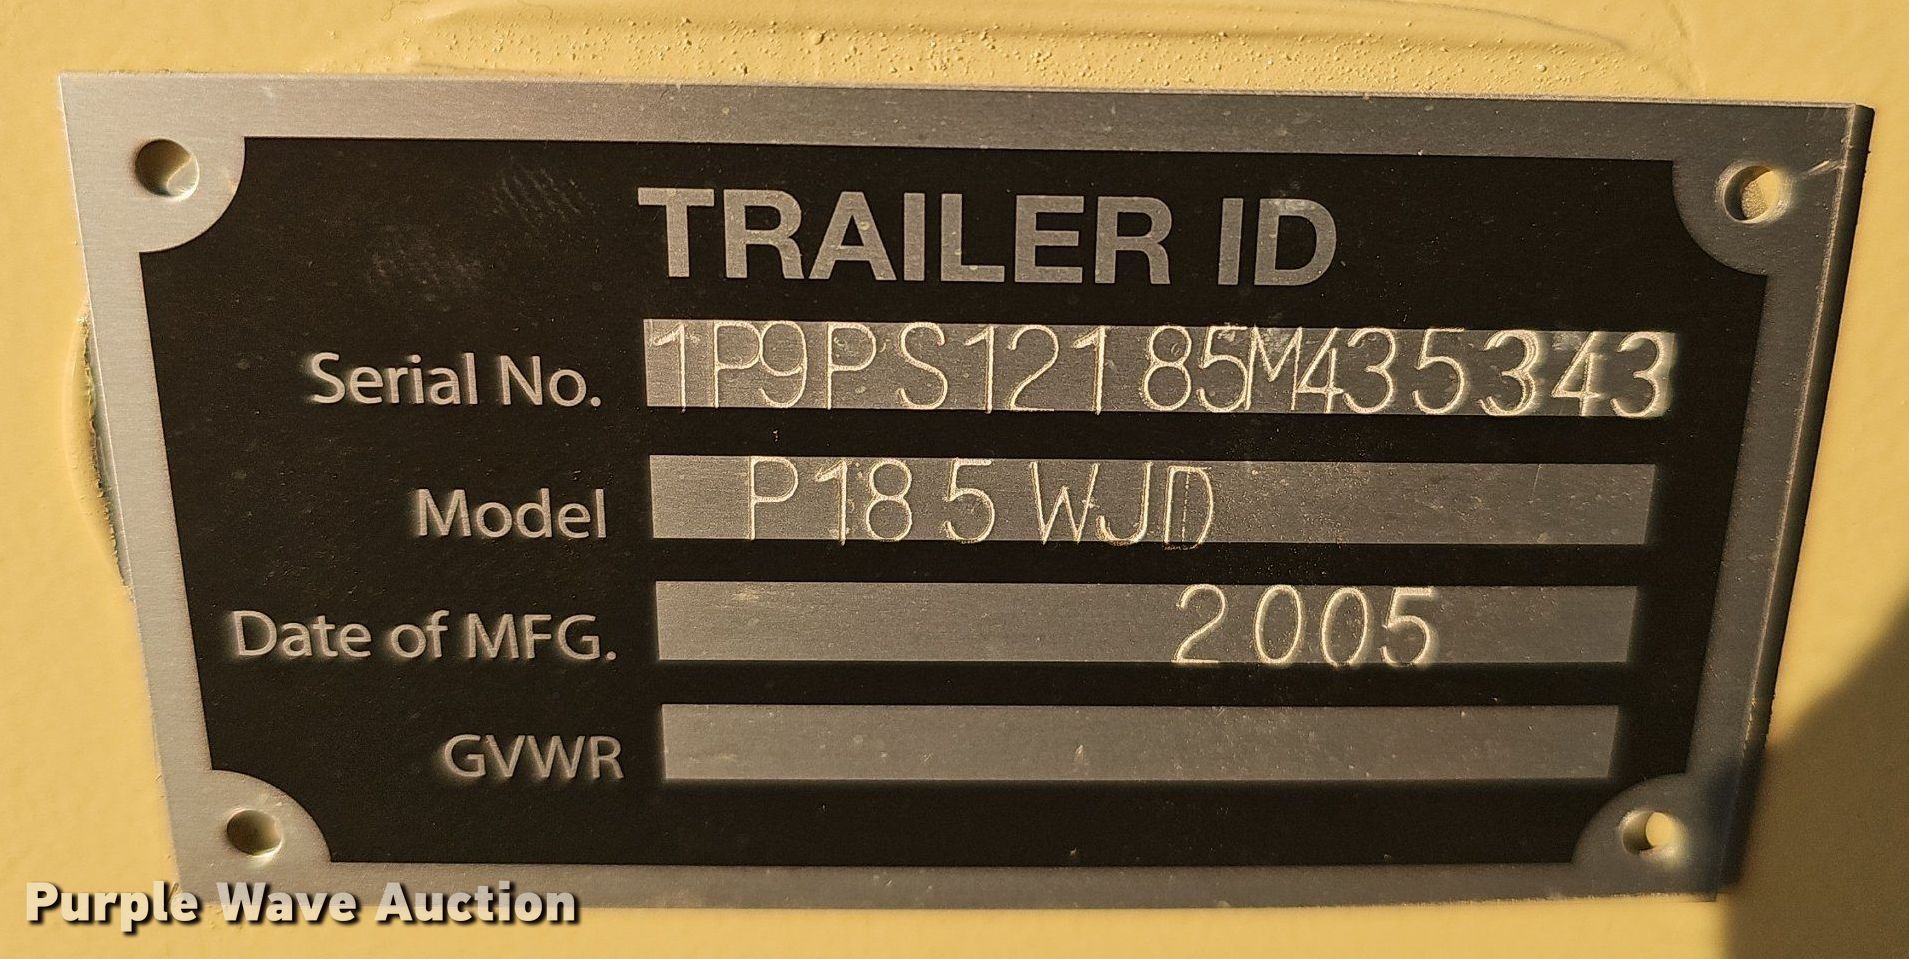 TRAILER ID
Serial No. 1P9PS12185M435343
Model P185WJD
Date of MFG. 2005
GVWR
Purple Wave Auction